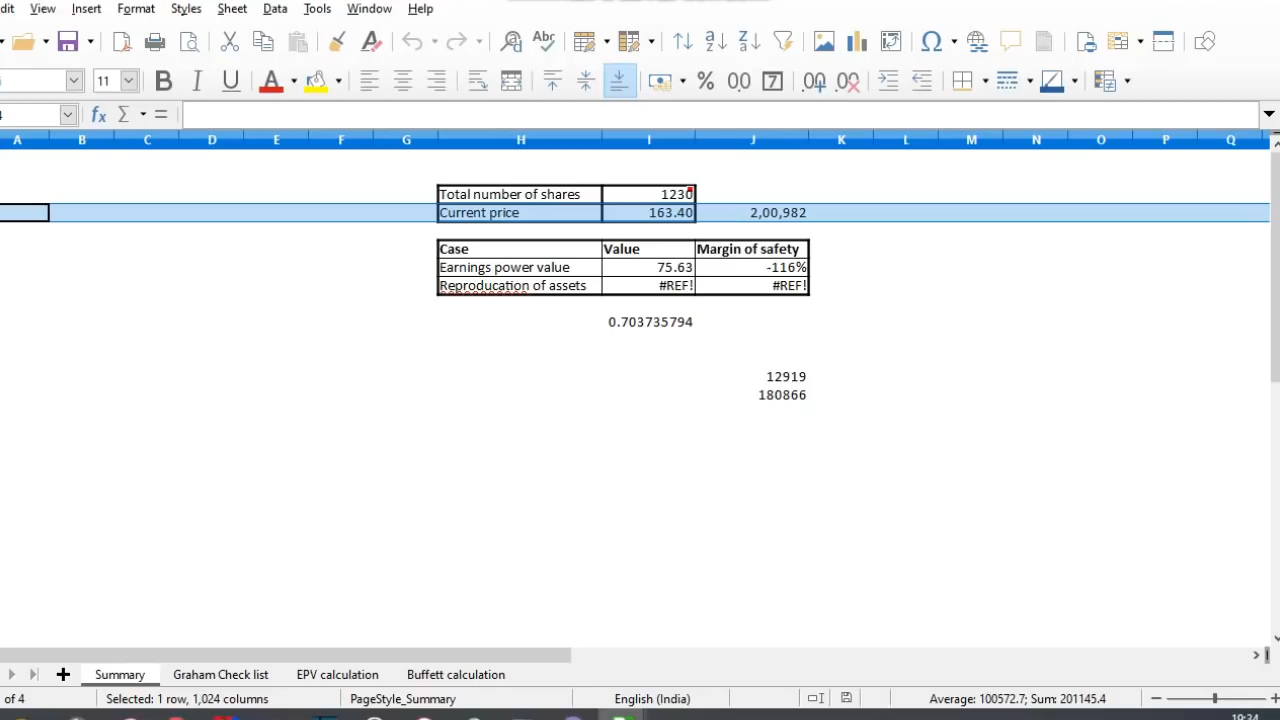 View Insert Format Styles Sheet Data Tools Window Help
11
A B C D E F G H I J K L M N O P Q
Total number of shares 1230
Current price 163.40 2,00,982
Case Value Margin of safety
Earnings power value 75.63 -116%
Reproducation of assets #REF! #REF!
0.703735794
12919
180866
Summary Graham Check list EPV calculation Buffett calculation
of 4 Selected: 1 row, 1,024 columns PageStyle_Summary English (India) Average: 100572.7; Sum: 201145.4
19:34